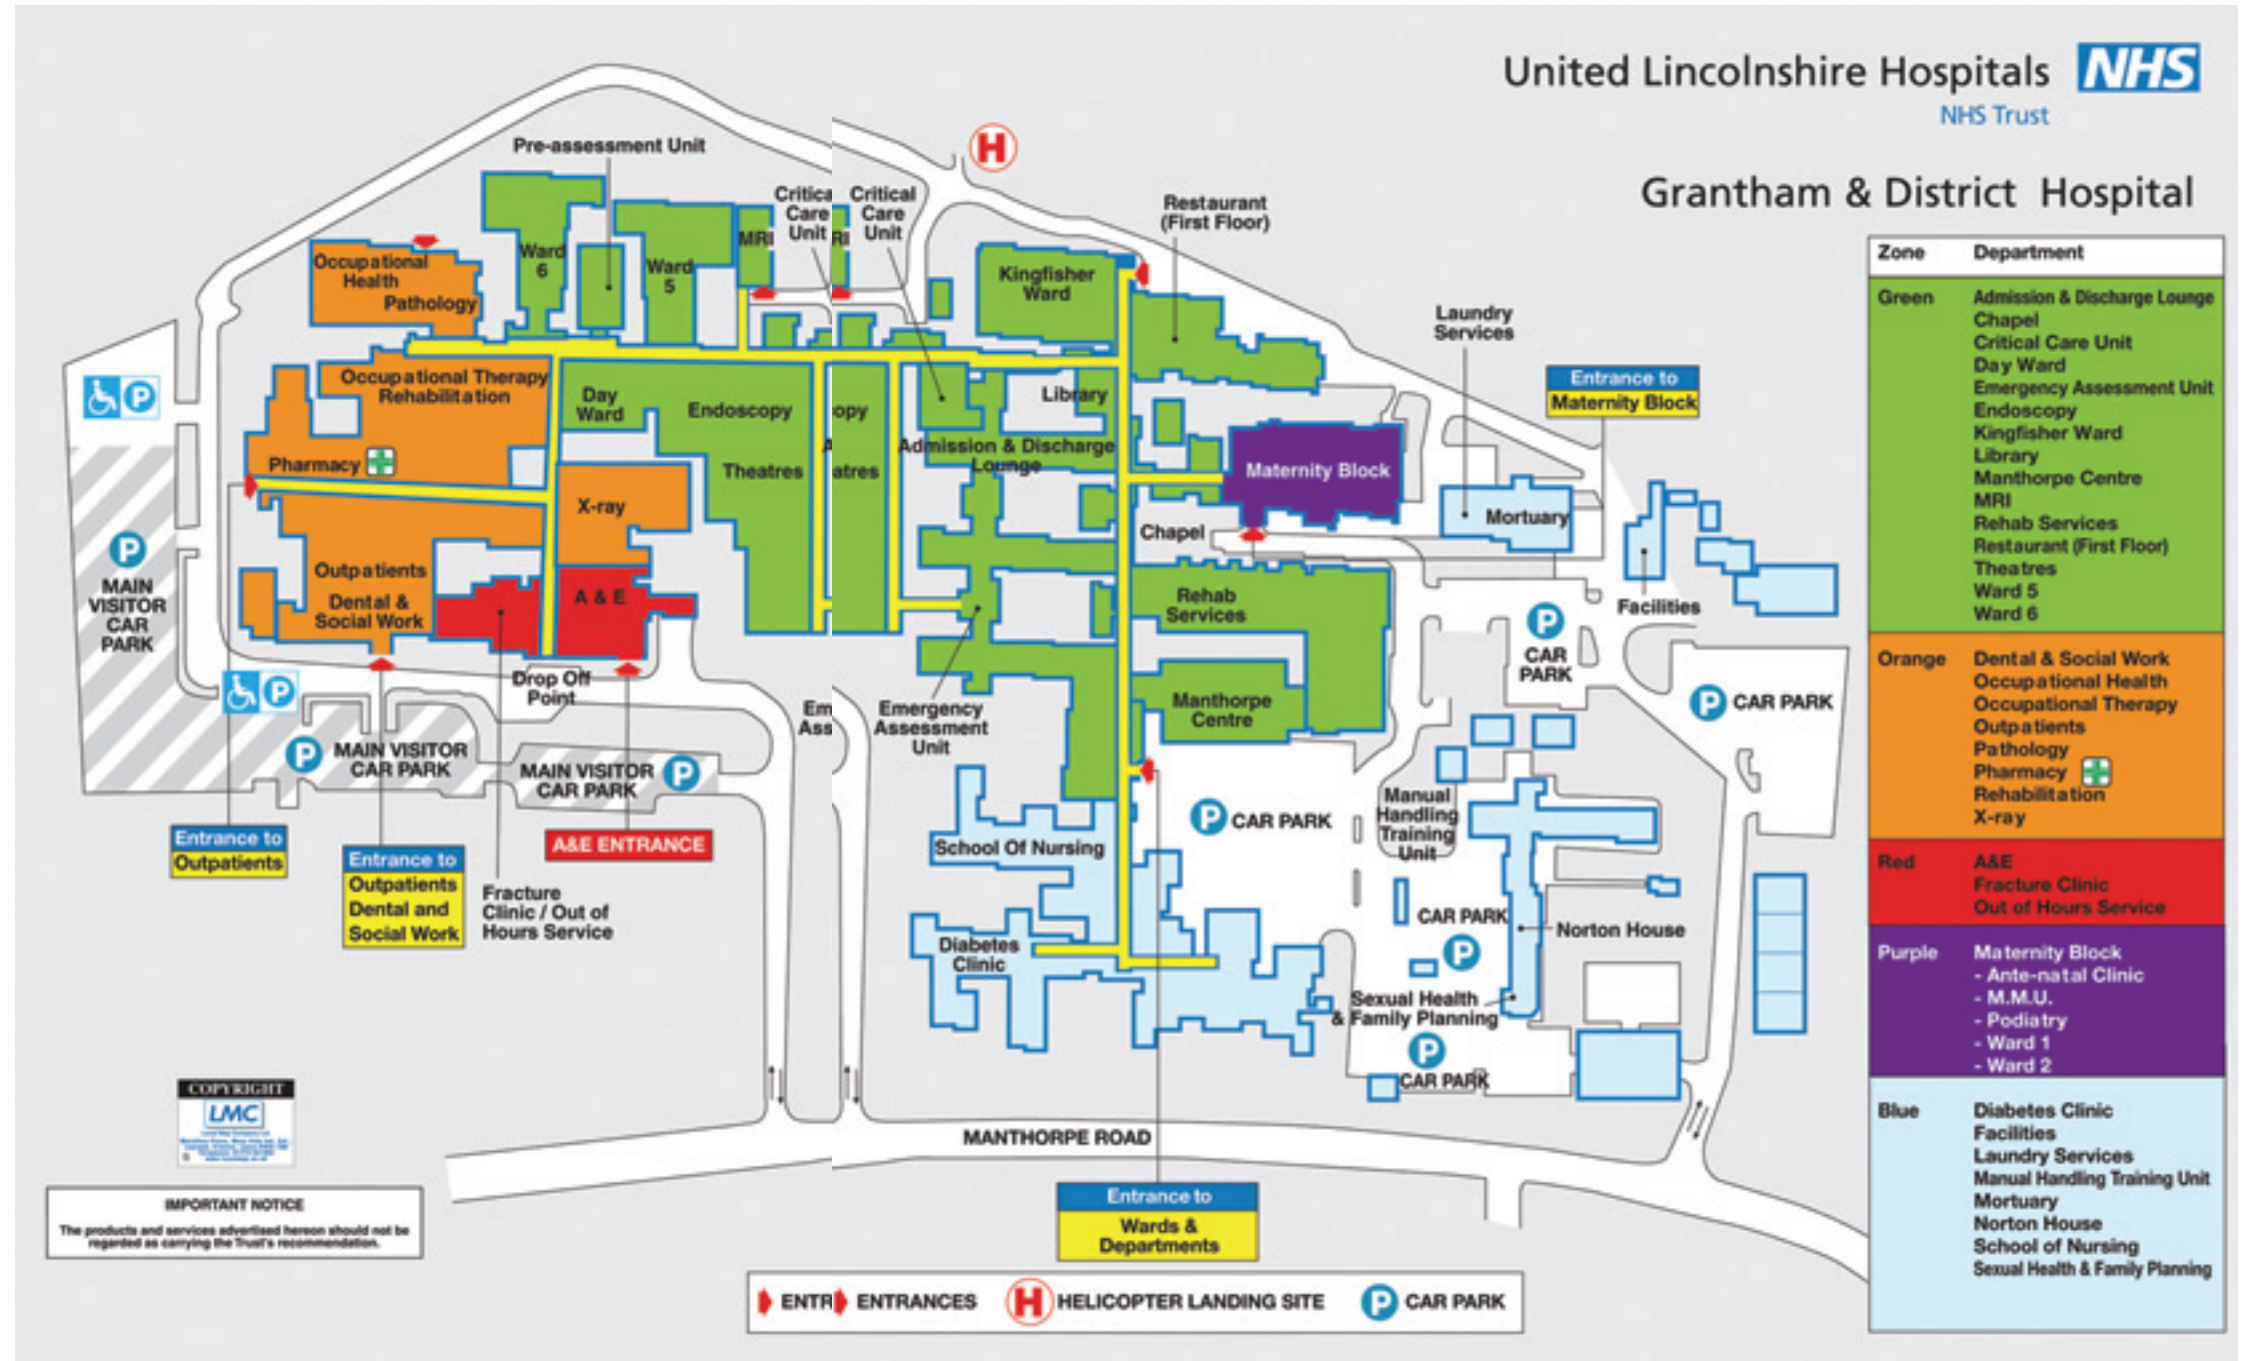 United Lincolnshire Hospitals NHS
NHS Trust
Grantham & District Hospital
Pre-assessment Unit
Critica
Care
Unit
Critical
Care
Unit
H
Restaurant
(First Floor)
Occupational
Health
Pathology
Ward
6
Ward
5
MRI
RI
Kingfisher
Ward
Laundry
Services
Entrance to
Maternity Block
P
Occupational Therapy
Rehabilitation
Day
Ward
Endoscopy
opy
Library
Pharmacy
Theatres
A
atres
Admission & Discharge
Lounge
Maternity Block
X-ray
Chapel
Mortuary
P
MAIN
VISITOR
CAR
PARK
Outpatients
Dental &
Social Work
A & E
Rehab
Services
Facilities
P
CAR
PARK
P
Drop Off
Point
Em
Ass
Emergency
Assessment
Unit
Manthorpe
Centre
P CAR PARK
P MAIN VISITOR
CAR PARK
MAIN VISITOR
CAR PARK P
P CAR PARK
Manual
Handling
Training
Unit
Entrance to
Outpatients
Entrance to
Outpatients
Dental and
Social Work
A&E ENTRANCE
Fracture
Clinic / Out of
Hours Service
School Of Nursing
Diabetes
Clinic
CAR PARK
P
Norton House
Sexual Health
& Family Planning
P
CAR PARK
MANTHORPE ROAD
Entrance to
Wards &
Departments
COPYRIGHT
LMC
IMPORTANT NOTICE
The products and services advertised hereon should not be
regarded as carrying the Trust's recommendation.
ENTR ENTRANCES H HELICOPTER LANDING SITE P CAR PARK
Zone Department
Green Admission & Discharge Lounge
Chapel
Critical Care Unit
Day Ward
Emergency Assessment Unit
Endoscopy
Kingfisher Ward
Library
Manthorpe Centre
MRI
Rehab Services
Restaurant (First Floor)
Theatres
Ward 5
Ward 6
Orange Dental & Social Work
Occupational Health
Occupational Therapy
Outpatients
Pathology
Pharmacy
Rehabilitation
X-ray
Red A&E
Fracture Clinic
Out of Hours Service
Purple Maternity Block
- Ante-natal Clinic
- M.M.U.
- Podiatry
- Ward 1
- Ward 2
Blue Diabetes Clinic
Facilities
Laundry Services
Manual Handling Training Unit
Mortuary
Norton House
School of Nursing
Sexual Health & Family Planning